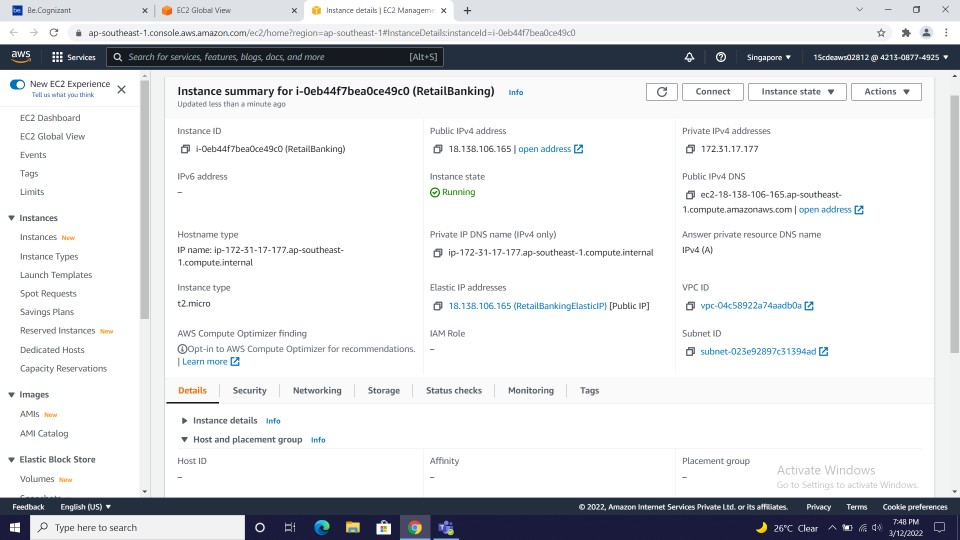 be. Be.Cognizant
EC2 Global View
Instance details | EC2 Manageme
ap-southeast-1.console.aws.amazon.com/ec2/home?region=ap-southeast-1#InstanceDetails:instanceId=i-0eb44f7bea0ce49c0
aws Services Search for services, features, blogs, docs, and more [Alt+S] Singapore 15cdeaws02812 @ 4213-0877-4925
New EC2 Experience
Tell us what you think
EC2 Dashboard
EC2 Global View
Events
Tags
Limits
Instances
Instances New
Instance Types
Launch Templates
Spot Requests
Savings Plans
Reserved Instances New
Dedicated Hosts
Capacity Reservations
Images
AMIs New
AMI Catalog
Elastic Block Store
Volumes New
Instance summary for i-0eb44f7bea0ce49c0 (RetailBanking) Info
Updated less than a minute ago
Connect Instance state Actions
Instance ID
i-0eb44f7bea0ce49c0 (RetailBanking)
Public IPv4 address
18.138.106.165 | open address
Private IPv4 addresses
172.31.17.177
IPv6 address
–
Instance state
Running
Public IPv4 DNS
ec2-18-138-106-165.ap-southeast-
1.compute.amazonaws.com | open address
Hostname type
IP name: ip-172-31-17-177.ap-southeast-
1.compute.internal
Private IP DNS name (IPv4 only)
ip-172-31-17-177.ap-southeast-1.compute.internal
Answer private resource DNS name
IPv4 (A)
Instance type
t2.micro
Elastic IP addresses
18.138.106.165 (RetailBankingElasticIP) [Public IP]
VPC ID
vpc-04c58922a74aadb0a
AWS Compute Optimizer finding
Opt-in to AWS Compute Optimizer for recommendations.
| Learn more
IAM Role
–
Subnet ID
subnet-023e92897c31394ad
Details Security Networking Storage Status checks Monitoring Tags
Instance details Info
Host and placement group Info
Host ID
–
Affinity
–
Placement group
–
Activate Windows
Go to Settings to activate Windows.
Feedback English (US) © 2022, Amazon Internet Services Private Ltd. or its affiliates. Privacy Terms Cookie preferences
Type here to search
26°C Clear
7:48 PM
3/12/2022